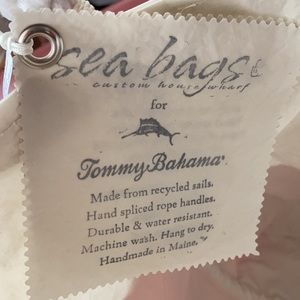 sea bags
custom house wharf
for
Tommy Bahama®
Made from recycled sails.
Hand spliced rope handles.
Durable & water resistant.
Machine wash. Hang to dry.
Handmade in Maine.